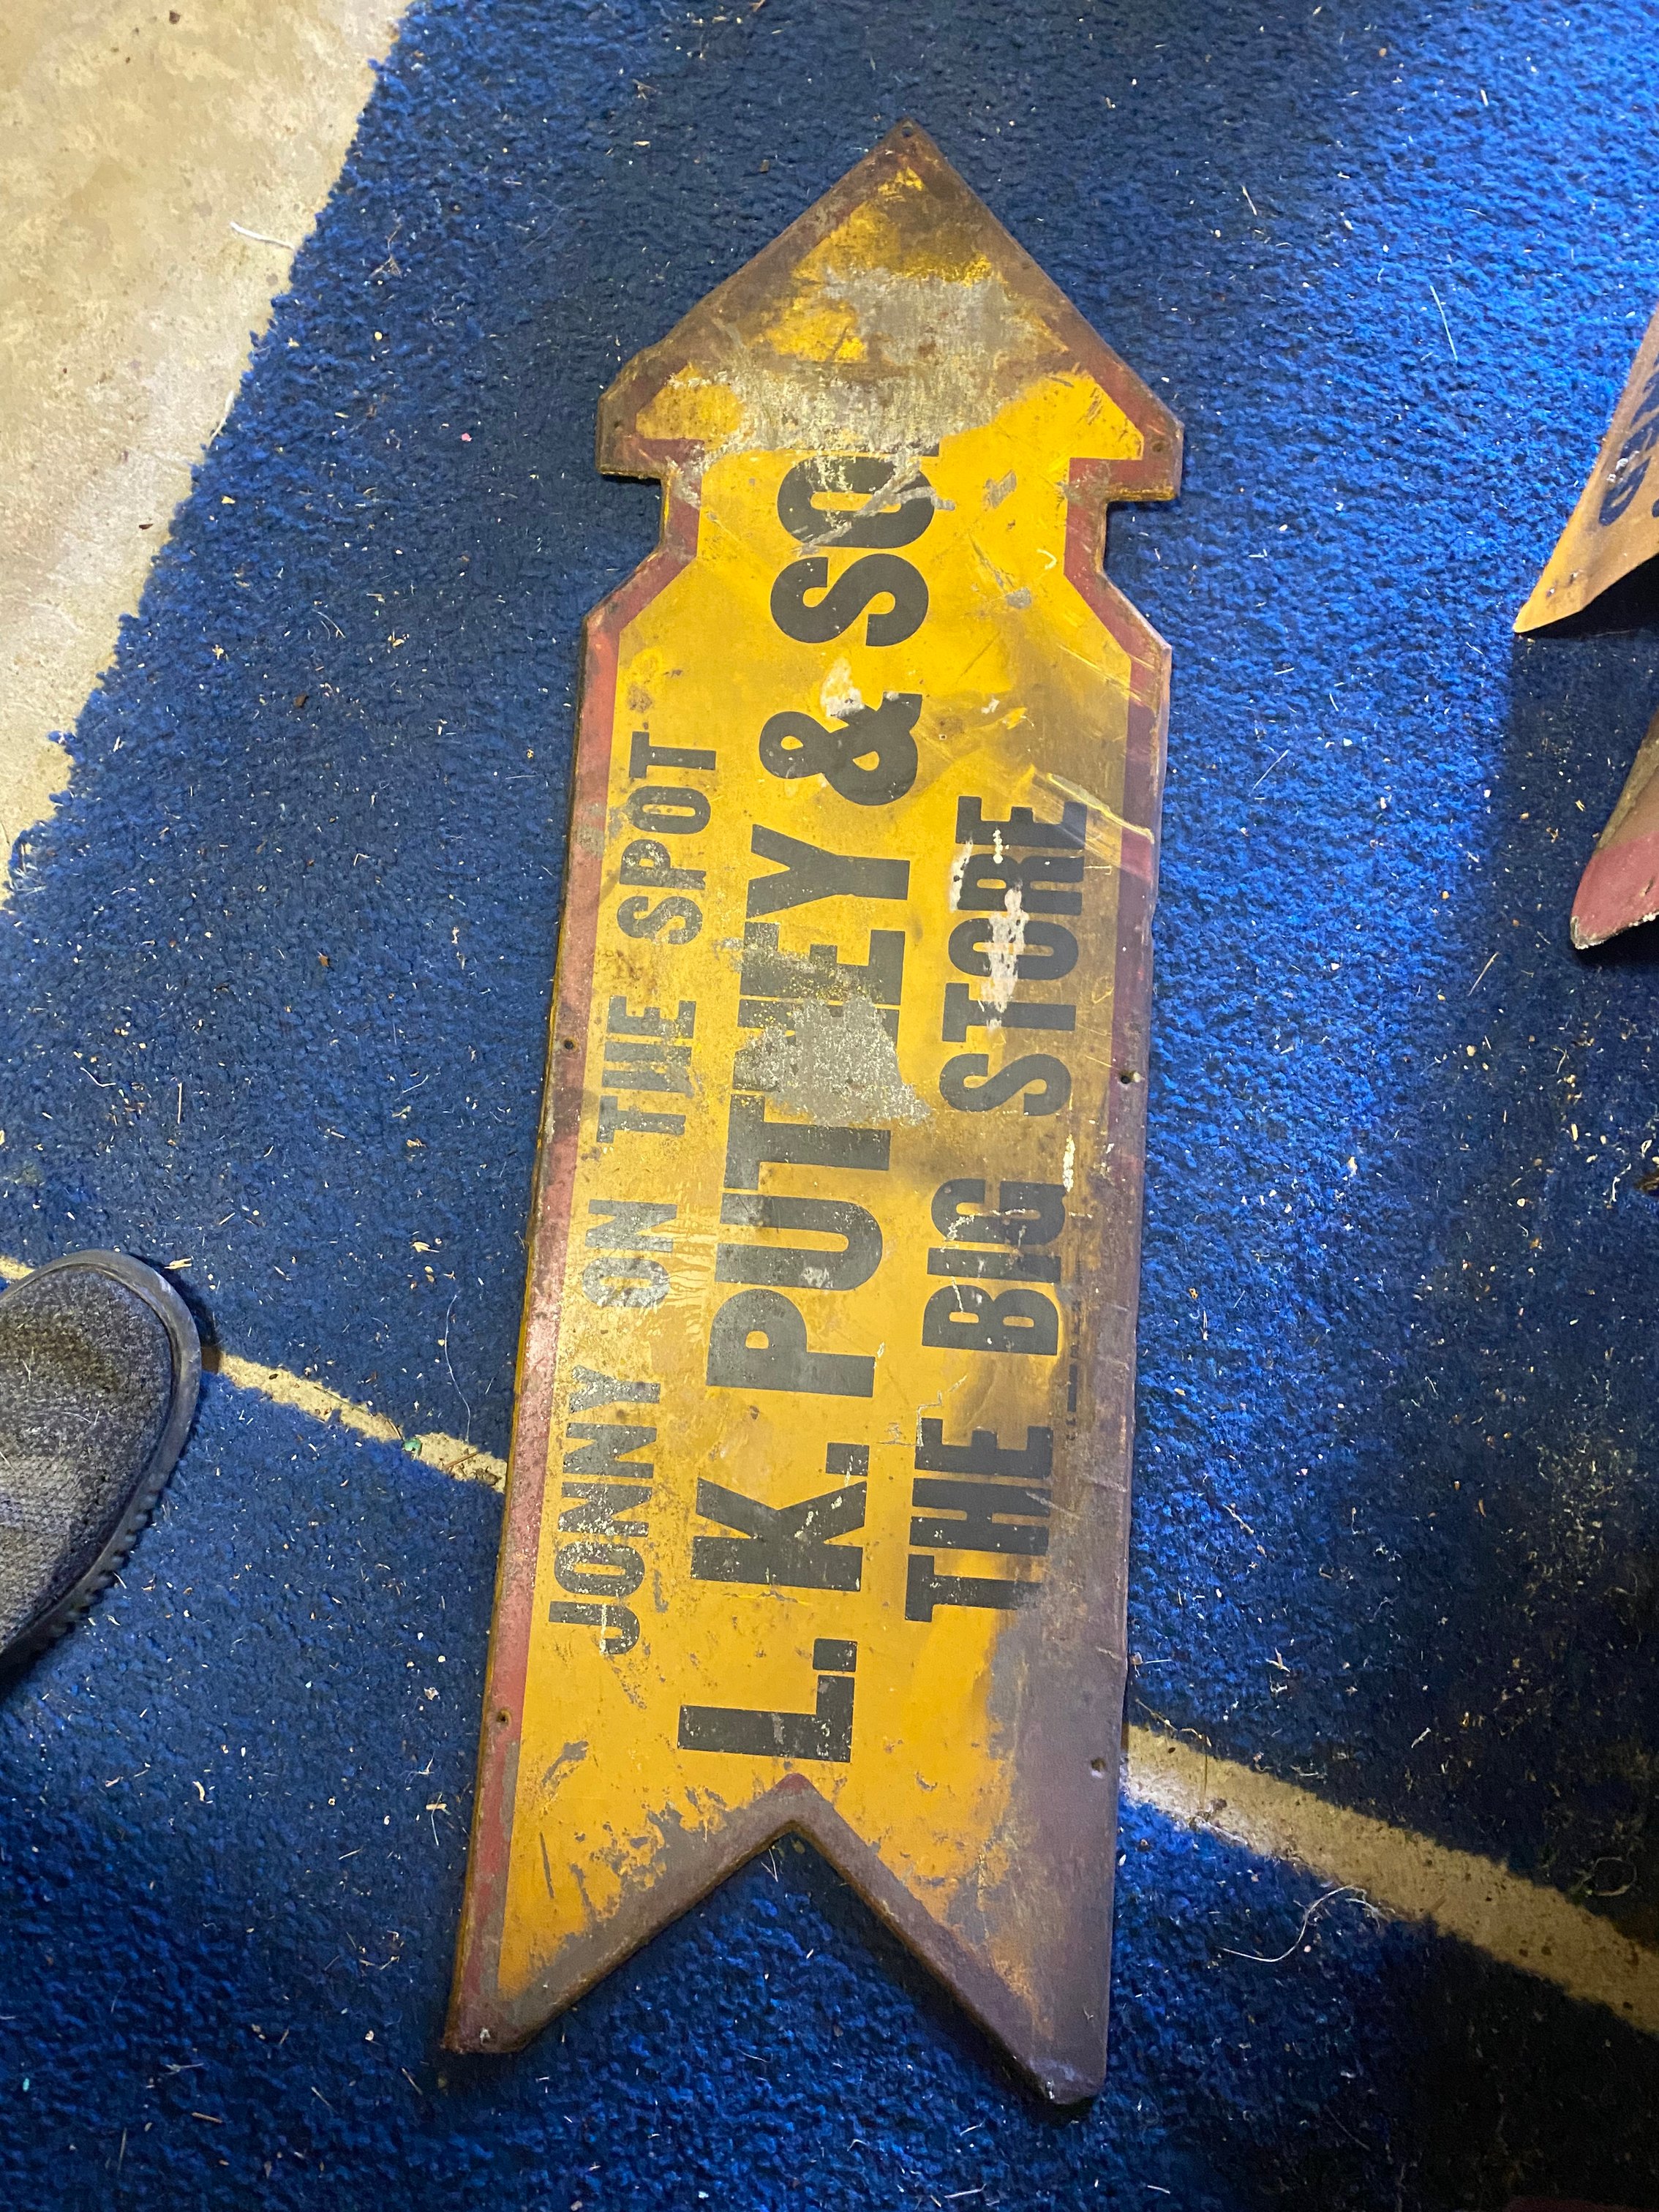 JONNY ON THE SPOT
L. K. PUTNEY & SO
THE BIG STORE